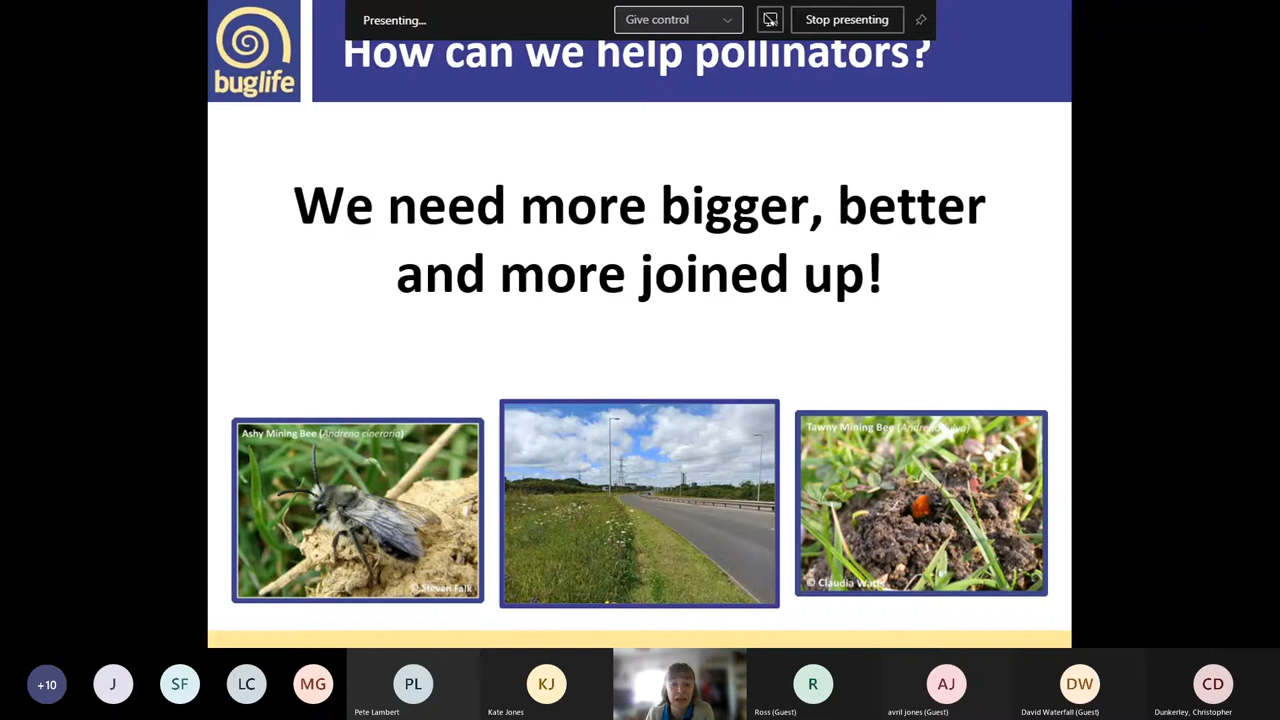 Presenting...
Give control
Stop presenting
buglife
How can we help pollinators?
We need more bigger, better
and more joined up!
Ashy Mining Bee (Andrena cineraria)
© Steven Falk
Tawny Mining Bee (Andrena fulva)
© Claudia Watts
+10
J
SF
LC
MG
PL
Pete Lambert
KJ
Kate Jones
R
Ross (Guest)
AJ
avril jones (Guest)
DW
David Waterfall (Guest)
CD
Dunkerley, Christopher